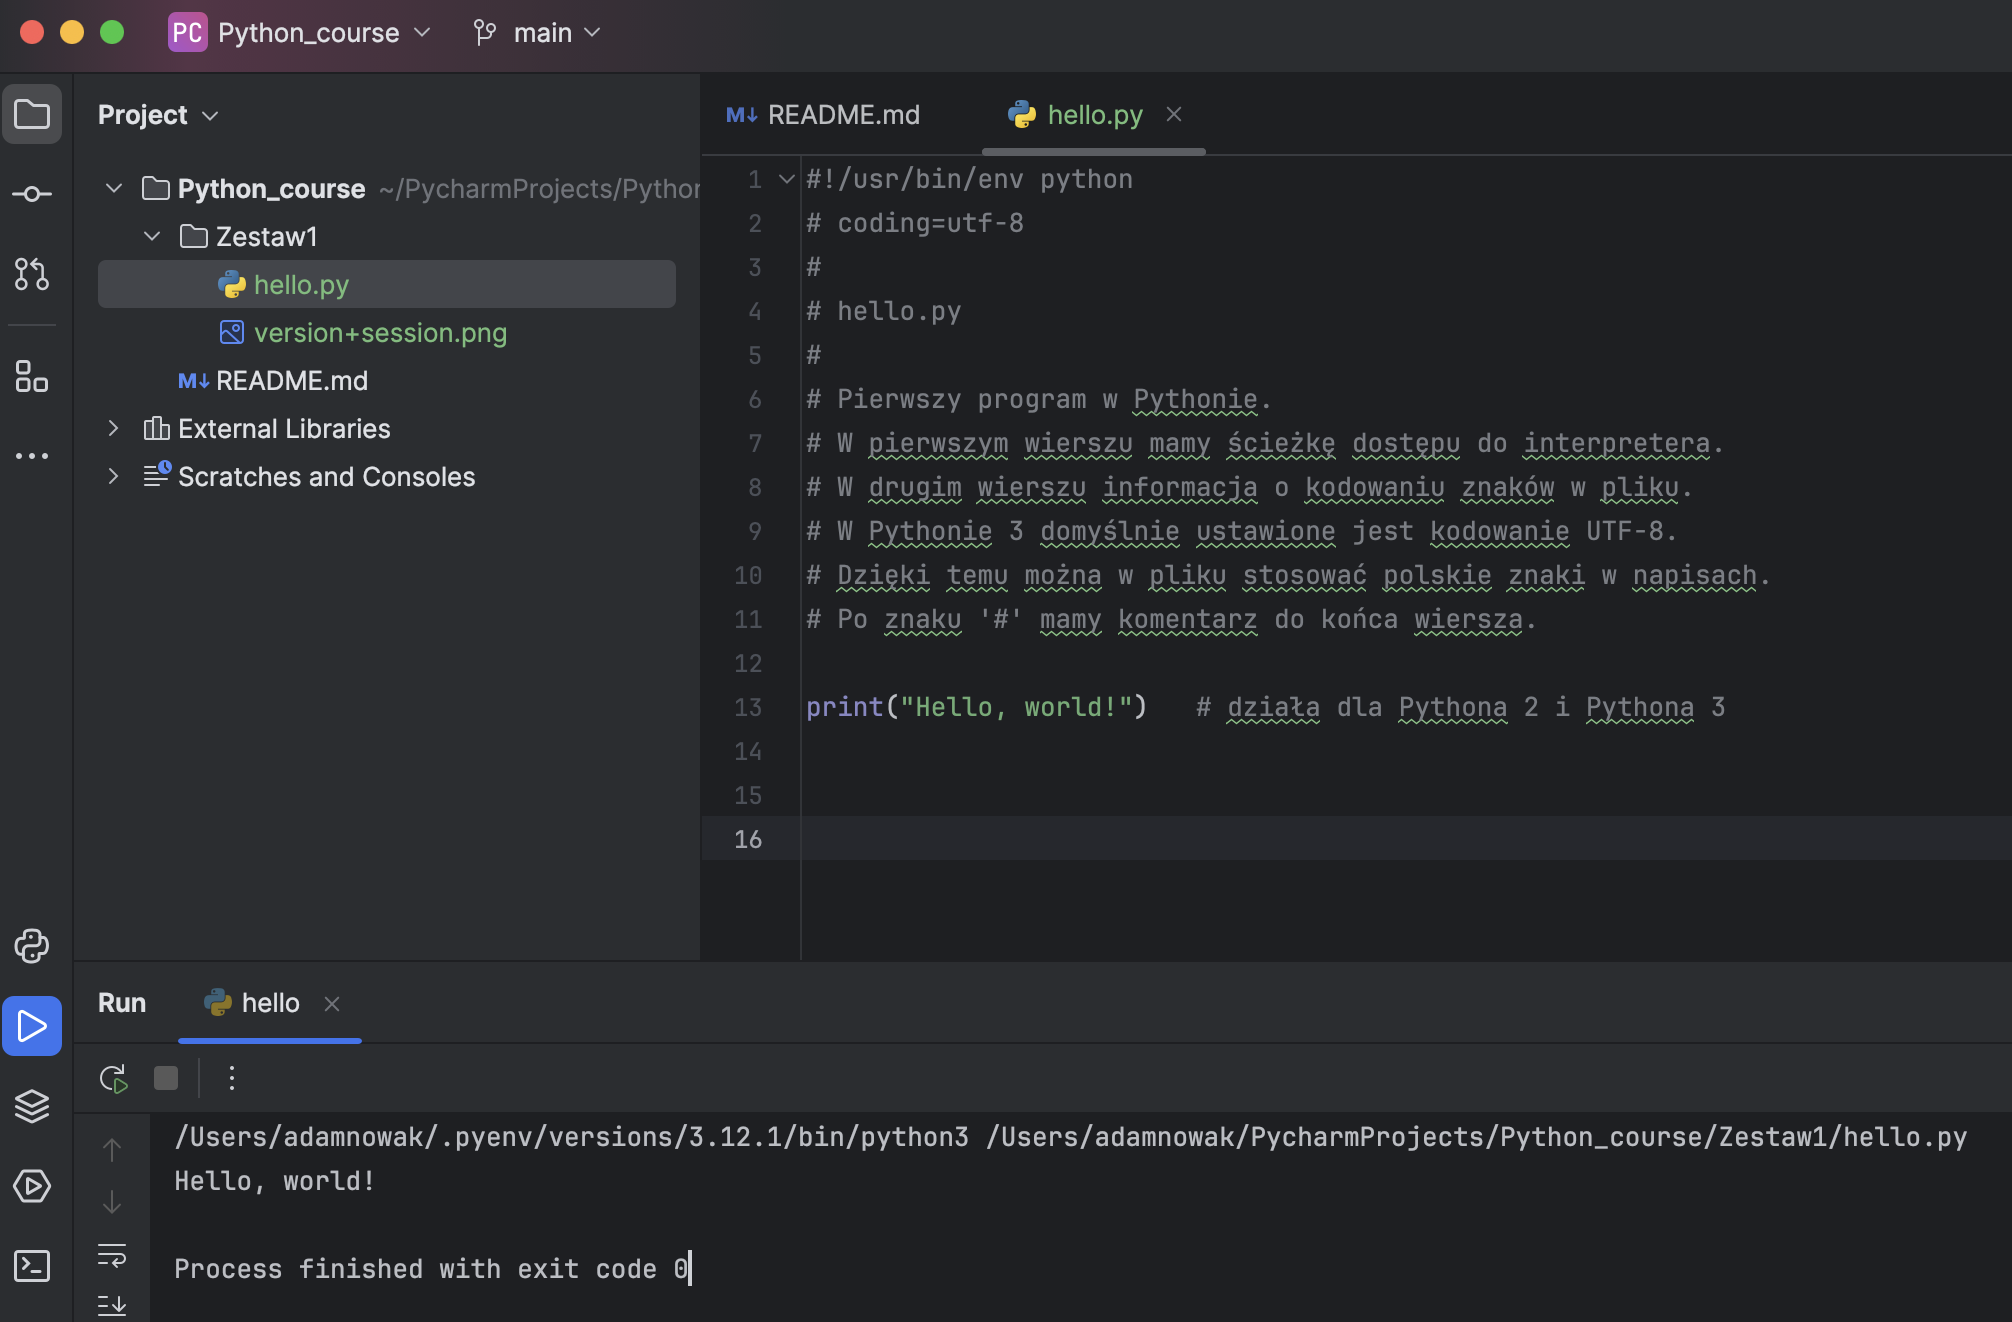 PC Python_course main
Project
Python_course ~/PycharmProjects/Python
Zestaw1
hello.py
version+session.png
M↓ README.md
External Libraries
Scratches and Consoles
M↓ README.md hello.py
1 #!/usr/bin/env python
2 # coding=utf-8
3 #
4 # hello.py
5 #
6 # Pierwszy program w Pythonie.
7 # W pierwszym wierszu mamy ścieżkę dostępu do interpretera.
8 # W drugim wierszu informacja o kodowaniu znaków w pliku.
9 # W Pythonie 3 domyślnie ustawione jest kodowanie UTF-8.
10 # Dzięki temu można w pliku stosować polskie znaki w napisach.
11 # Po znaku '#' mamy komentarz do końca wiersza.
12
13 print("Hello, world!") # działa dla Pythona 2 i Pythona 3
14
15
16
Run hello
/Users/adamnowak/.pyenv/versions/3.12.1/bin/python3 /Users/adamnowak/PycharmProjects/Python_course/Zestaw1/hello.py
Hello, world!
Process finished with exit code 0